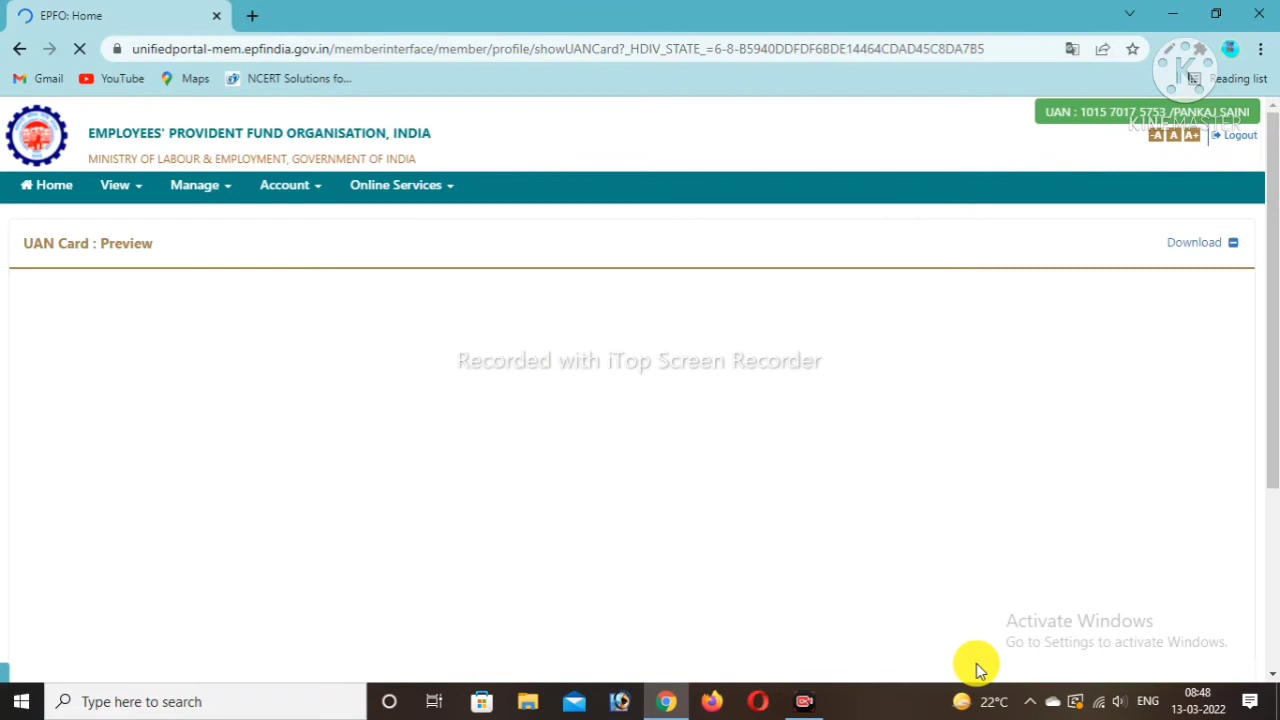 EPFO: Home
unifiedportal-mem.epfindia.gov.in/memberinterface/member/profile/showUANCard?_HDIV_STATE_=6-8-B5940DDFDF6BDE14464CDAD45C8DA7B5
Gmail YouTube Maps NCERT Solutions fo... Reading list
UAN : 1015 7017 5753 /PANKAJ SAINI
KINEMASTER
EMPLOYEES' PROVIDENT FUND ORGANISATION, INDIA
-A A A+ Logout
MINISTRY OF LABOUR & EMPLOYMENT, GOVERNMENT OF INDIA
Home View Manage Account Online Services
UAN Card : Preview Download
Recorded with iTop Screen Recorder
Activate Windows
Go to Settings to activate Windows.
Type here to search 22°C ENG 08:48
13-03-2022